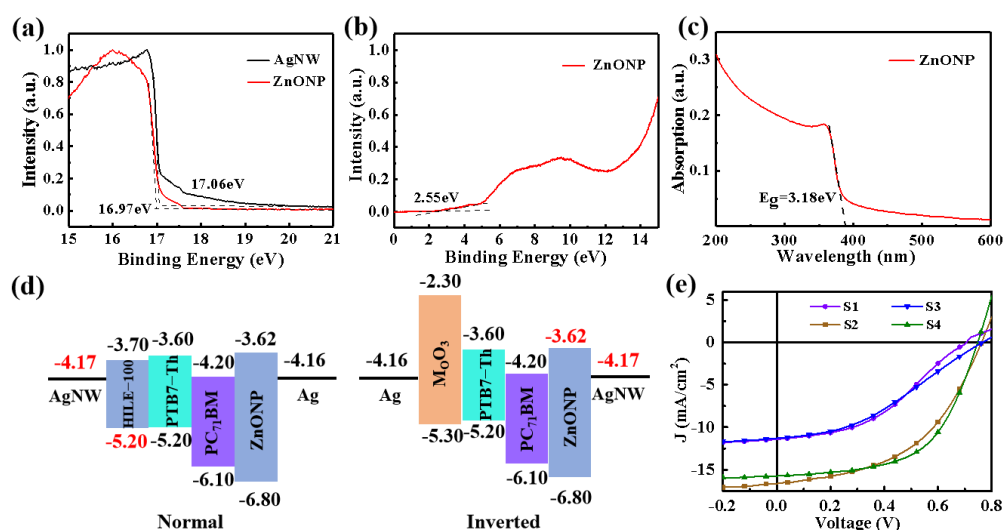 (a)
1.0
0.8
0.6
0.4
0.2
0.0
Intensity (a.u.)
AgNW
ZnONP
17.06eV
16.97eV
15 16 17 18 19 20 21
Binding Energy (eV)
(b)
1.0
0.8
0.6
0.4
0.2
0.0
Intensity (a.u.)
ZnONP
2.55eV
0 2 4 6 8 10 12 14
Binding Energy (eV)
(c)
0.3
0.2
0.1
0.0
Absorption (a.u.)
ZnONP
Eg=3.18eV
200 300 400 500 600
Wavelength (nm)
(d)
-4.17
AgNW
-3.70
HILE-100
-5.20
-3.60
PTB7-Th
-5.20
-4.20
PC71BM
-6.10
-3.62
ZnONP
-6.80
-4.16
Ag
Normal
-4.16
Ag
-2.30
MOO3
-5.30
-3.60
PTB7-Th
-5.20
-4.20
PC71BM
-6.10
-3.62
ZnONP
-6.80
-4.17
AgNW
Inverted
(e)
5
0
-5
-10
-15
J (mA/cm2)
S1 S3
S2 S4
-0.2 0.0 0.2 0.4 0.6 0.8
Voltage (V)